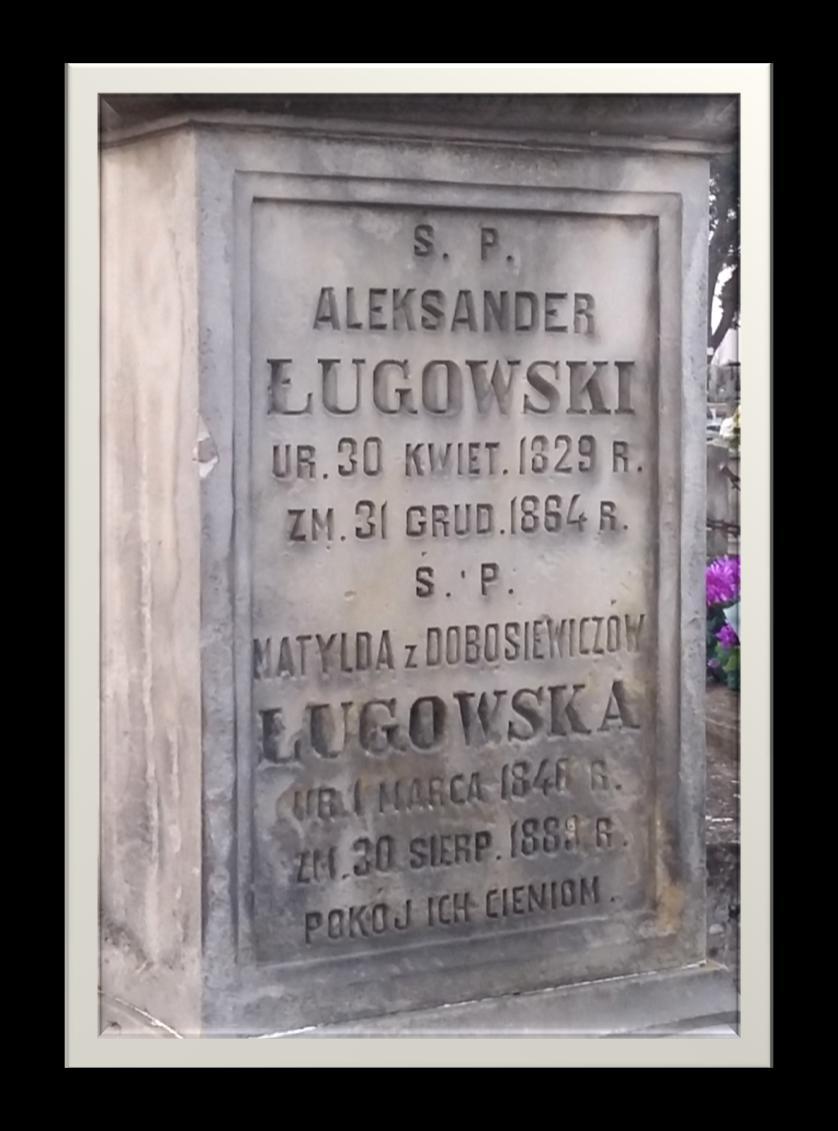 Ś. P.
ALEKSANDER
ŁUGOWSKI
UR. 30 KWIET. 1829 R.
ZM. 31 GRUD. 1864 R.
Ś. P.
MATYLDA z DOBOSIEWICZÓW
ŁUGOWSKA
UR. 1 MARCA R.
ZM. 30 SIERP. 1889 R.
POKÓJ ICH CIENIOM.